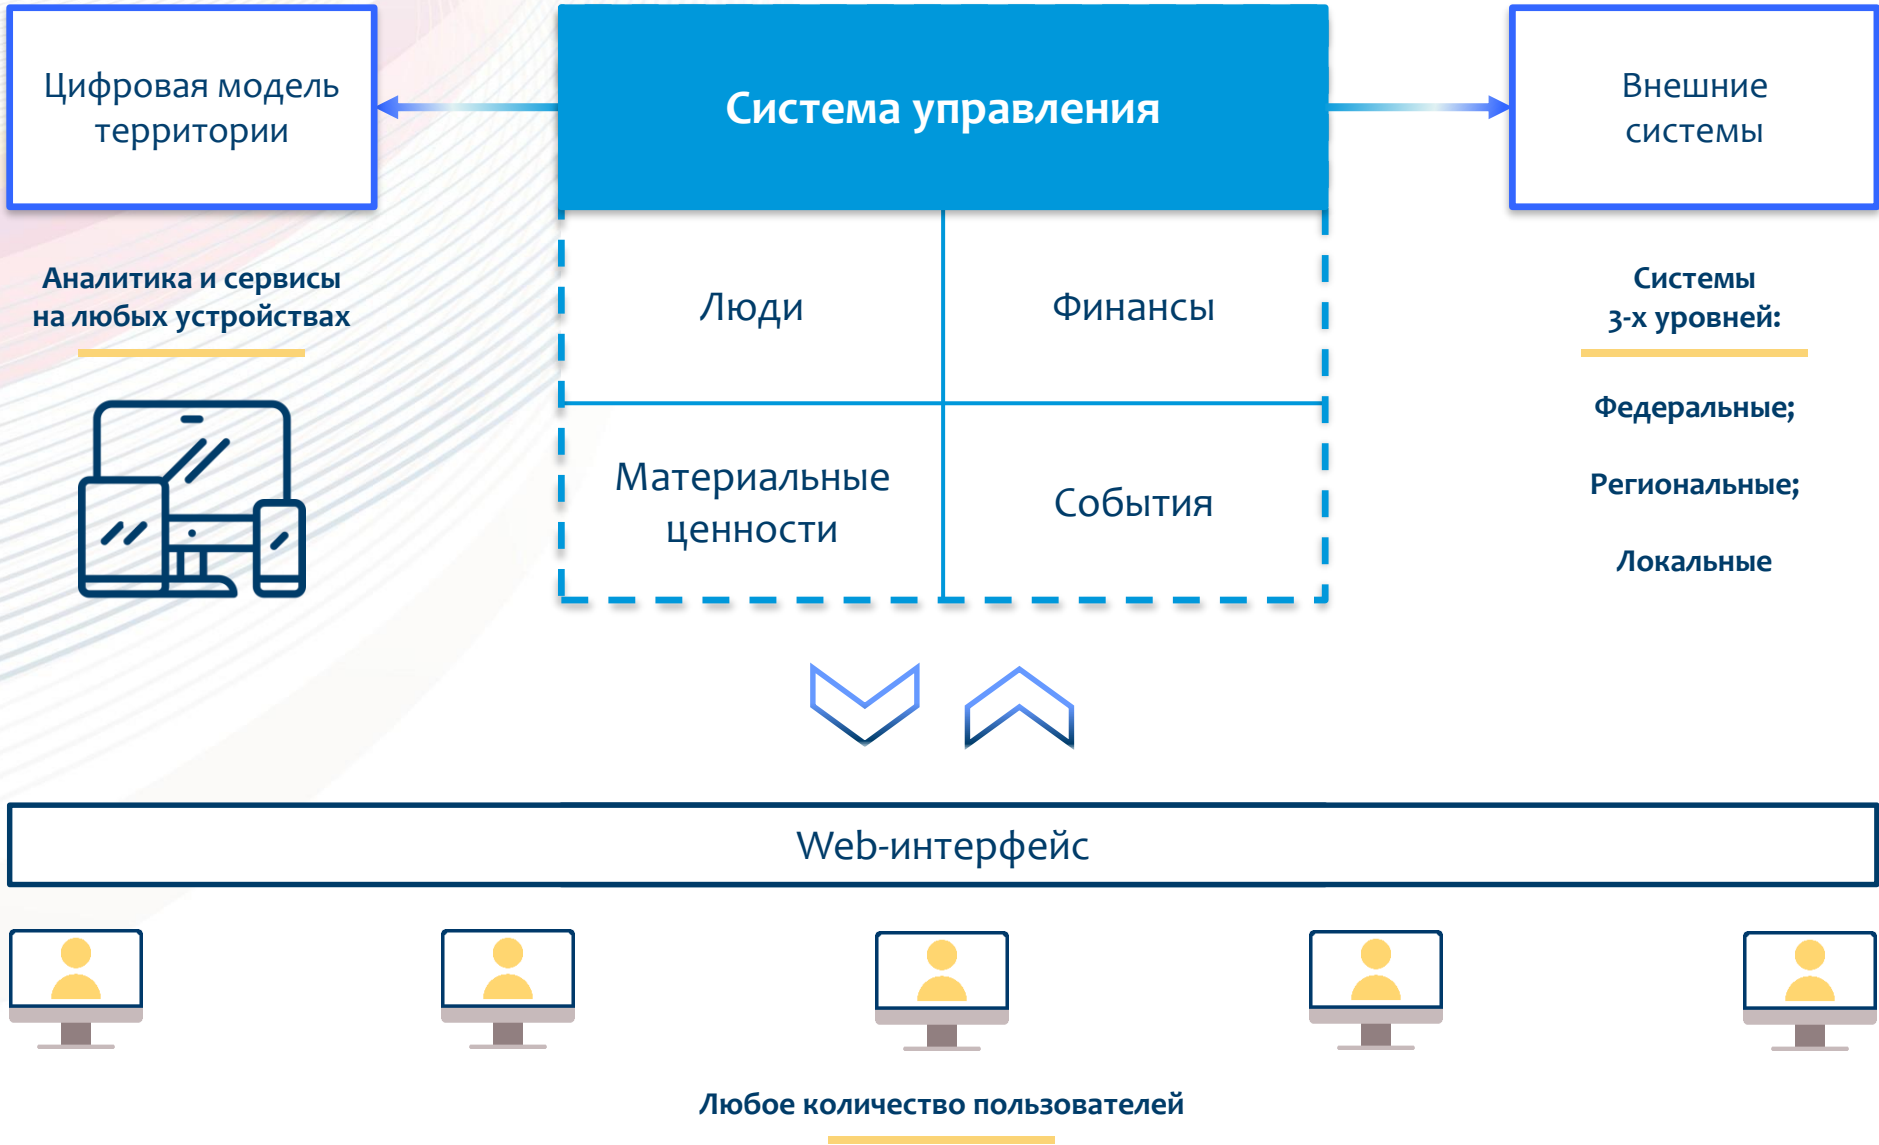 Цифровая модель
территории
Система управления
Внешние
системы
Аналитика и сервисы
на любых устройствах
Люди
Финансы
Материальные
ценности
События
Системы
3-х уровней:
Федеральные;
Региональные;
Локальные
Web-интерфейс
Любое количество пользователей